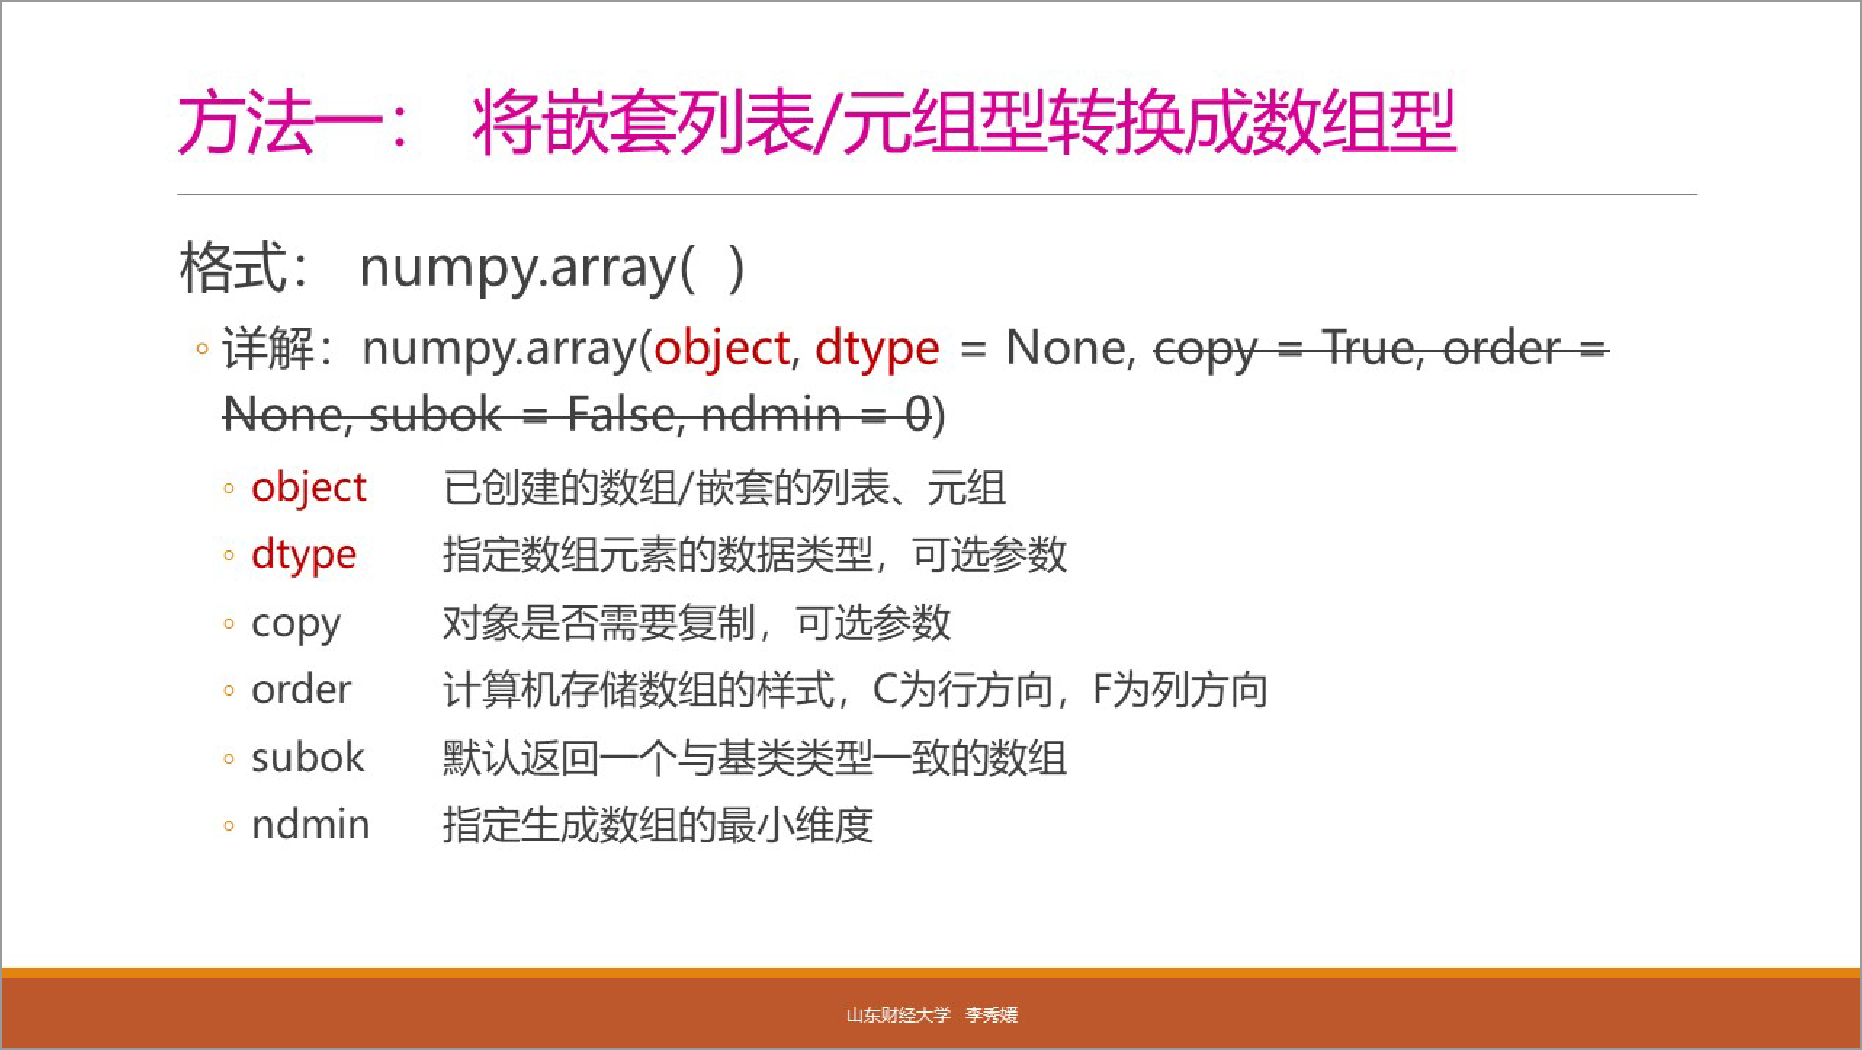 方法一： 将嵌套列表/元组型转换成数组型
格式： numpy.array( )
详解：numpy.array(object, dtype = None, copy = True, order =
None, subok = False, ndmin = 0)
object 已创建的数组/嵌套的列表、元组
dtype 指定数组元素的数据类型，可选参数
copy 对象是否需要复制，可选参数
order 计算机存储数组的样式，C为行方向，F为列方向
subok 默认返回一个与基类类型一致的数组
ndmin 指定生成数组的最小维度
山东财经大学 李秀嫒